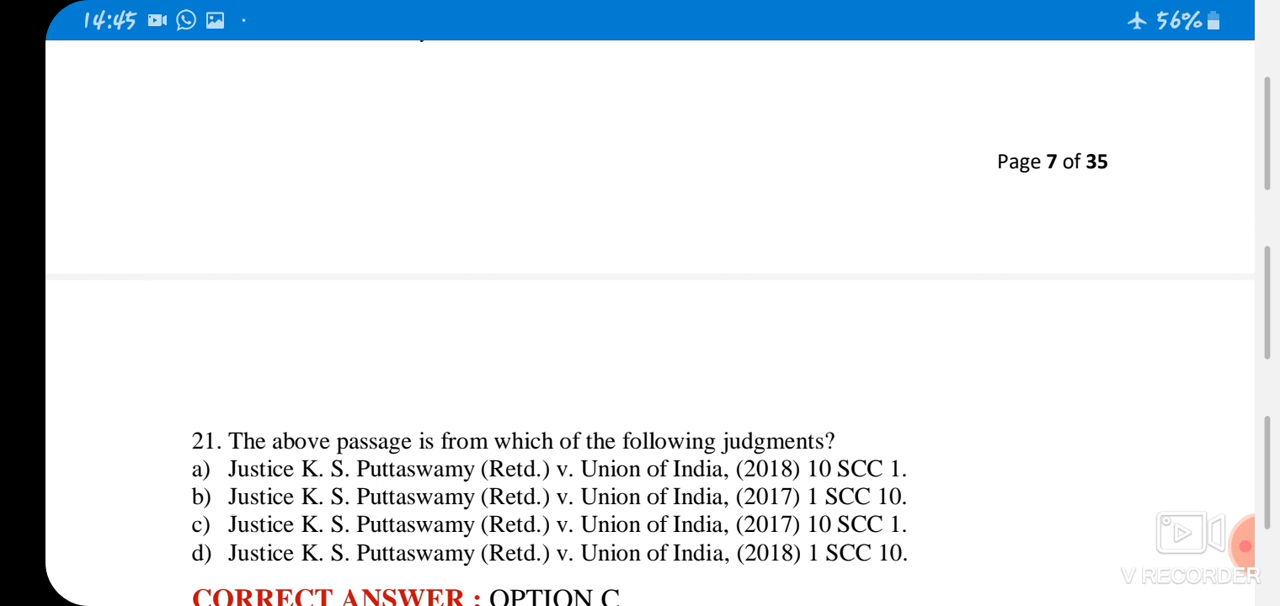 14:45 56%
Page 7 of 35
21. The above passage is from which of the following judgments?
a) Justice K. S. Puttaswamy (Retd.) v. Union of India, (2018) 10 SCC 1.
b) Justice K. S. Puttaswamy (Retd.) v. Union of India, (2017) 1 SCC 10.
c) Justice K. S. Puttaswamy (Retd.) v. Union of India, (2017) 10 SCC 1.
d) Justice K. S. Puttaswamy (Retd.) v. Union of India, (2018) 1 SCC 10.
V RECORDER
CORRECT ANSWER : OPTION C